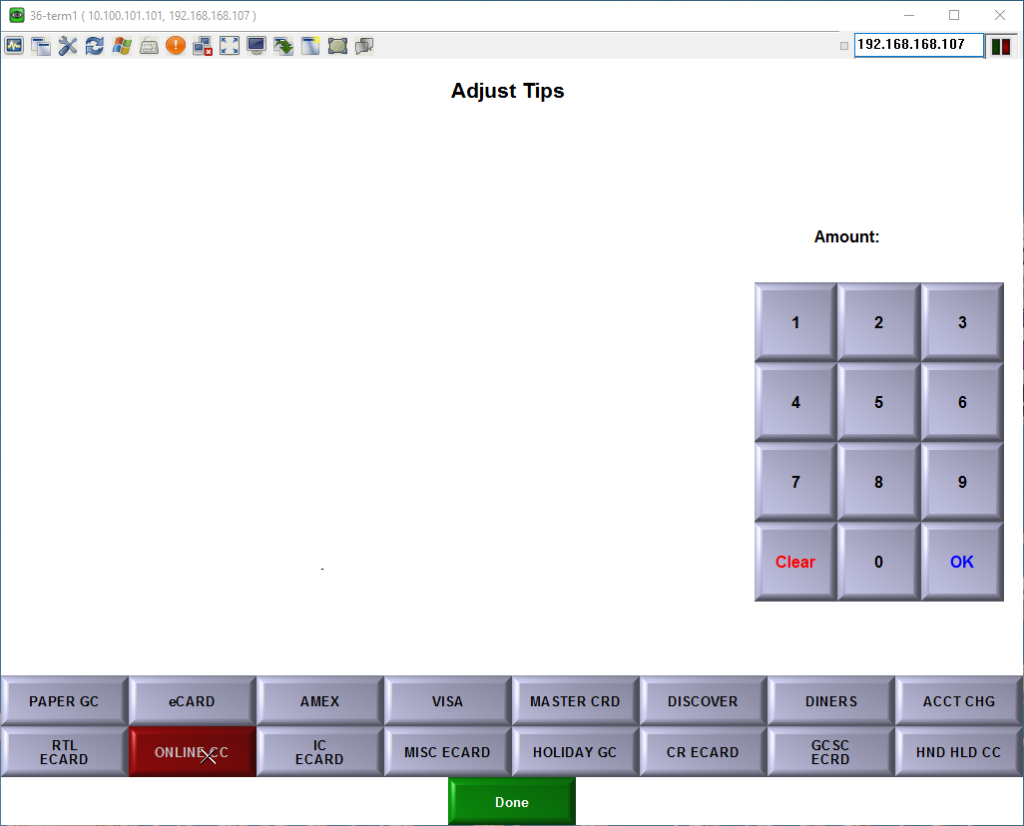 36-term1 ( 10.100.101.101, 192.168.168.107 )
192.168.168.107
Adjust Tips
Amount:
1 2 3
4 5 6
7 8 9
Clear 0 OK
PAPER GC eCARD AMEX VISA MASTER CRD DISCOVER DINERS ACCT CHG
RTL ECARD ONLINE CC IC ECARD MISC ECARD HOLIDAY GC CR ECARD GC SC ECRD HND HLD CC
Done